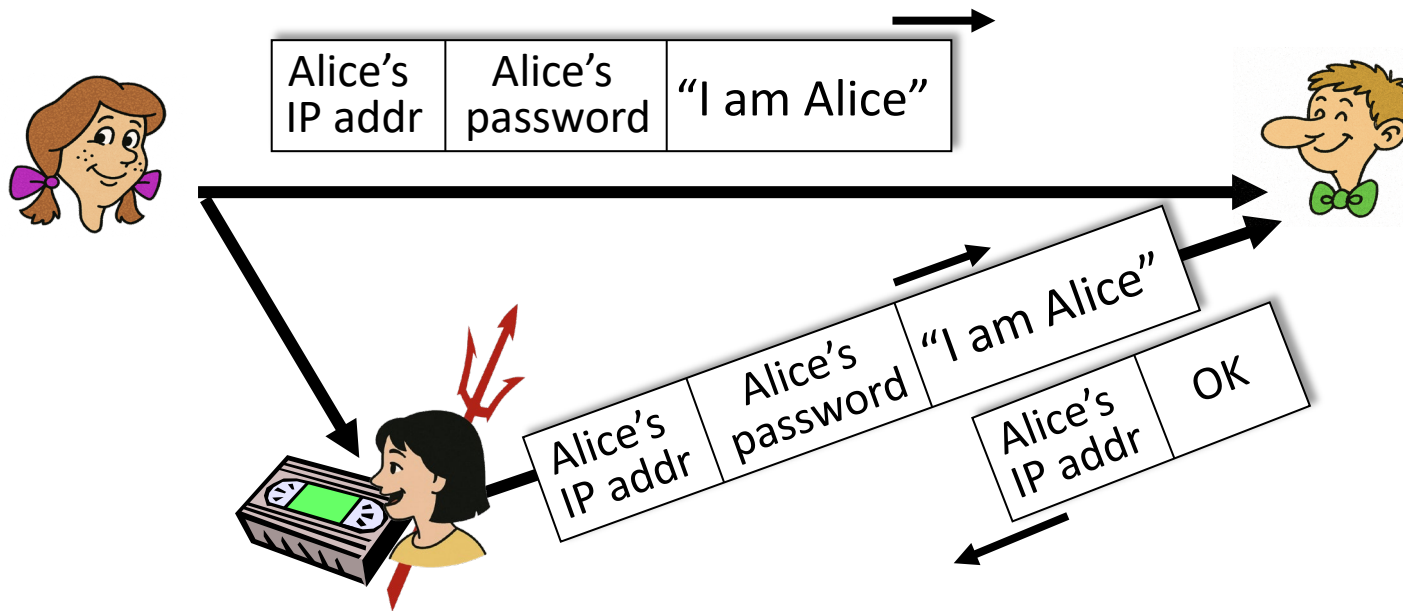 Alice’s
IP addr
Alice’s
password
“I am Alice”
Alice’s
IP addr
Alice’s
password
“I am Alice”
Alice’s
IP addr
OK